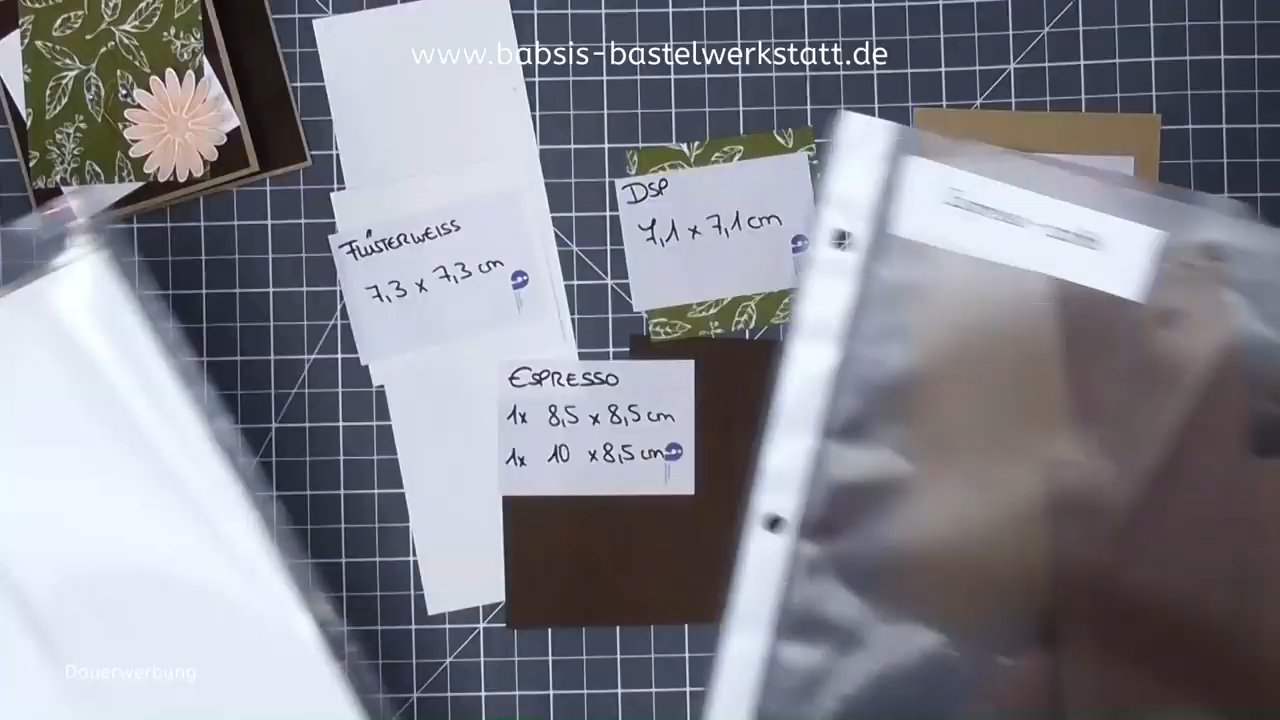 www.babsis-bastelwerkstatt.de
FLÜSTERWEISS
7,3 x 7,3 cm
DSP
7,1 x 7,1 cm
ESPRESSO
1x 8,5 x 8,5 cm
1x 10 x 8,5 cm
Dauerwerbung